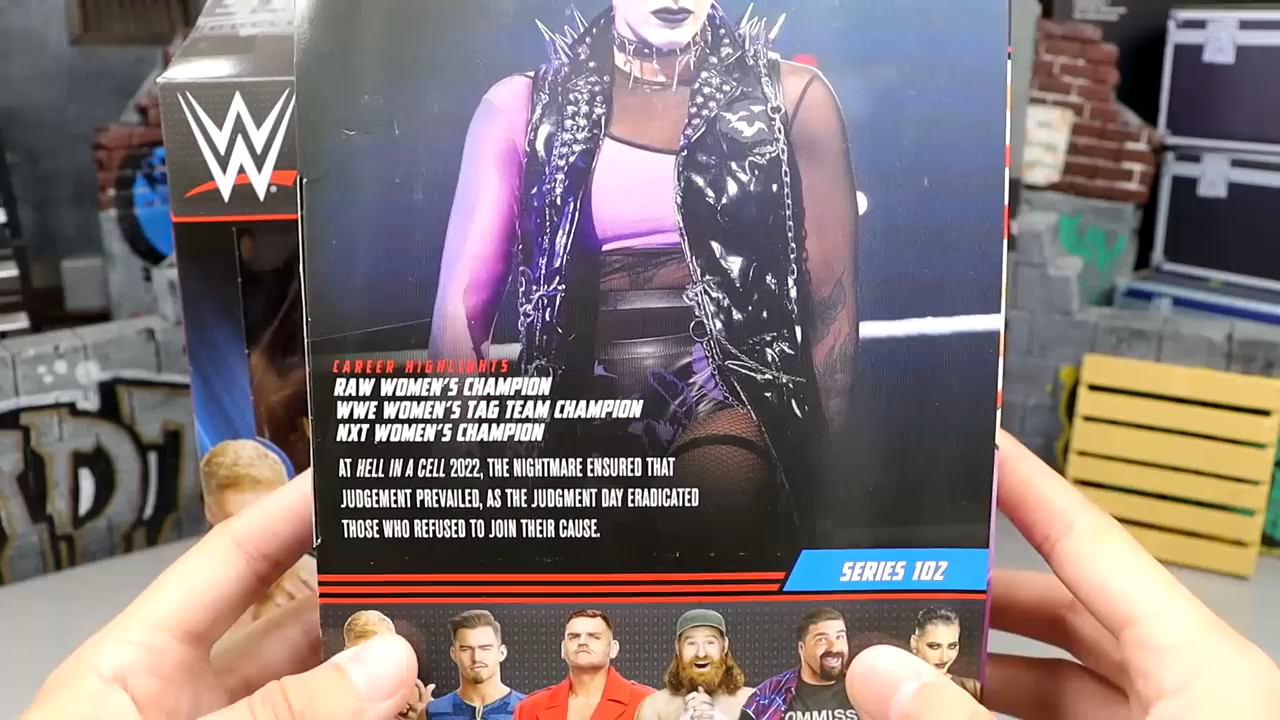 W
CAREER HIGHLIGHTS
RAW WOMEN'S CHAMPION
WWE WOMEN'S TAG TEAM CHAMPION
NXT WOMEN'S CHAMPION
AT HELL IN A CELL 2022, THE NIGHTMARE ENSURED THAT
JUDGEMENT PREVAILED, AS THE JUDGMENT DAY ERADICATED
THOSE WHO REFUSED TO JOIN THEIR CAUSE.
SERIES 102